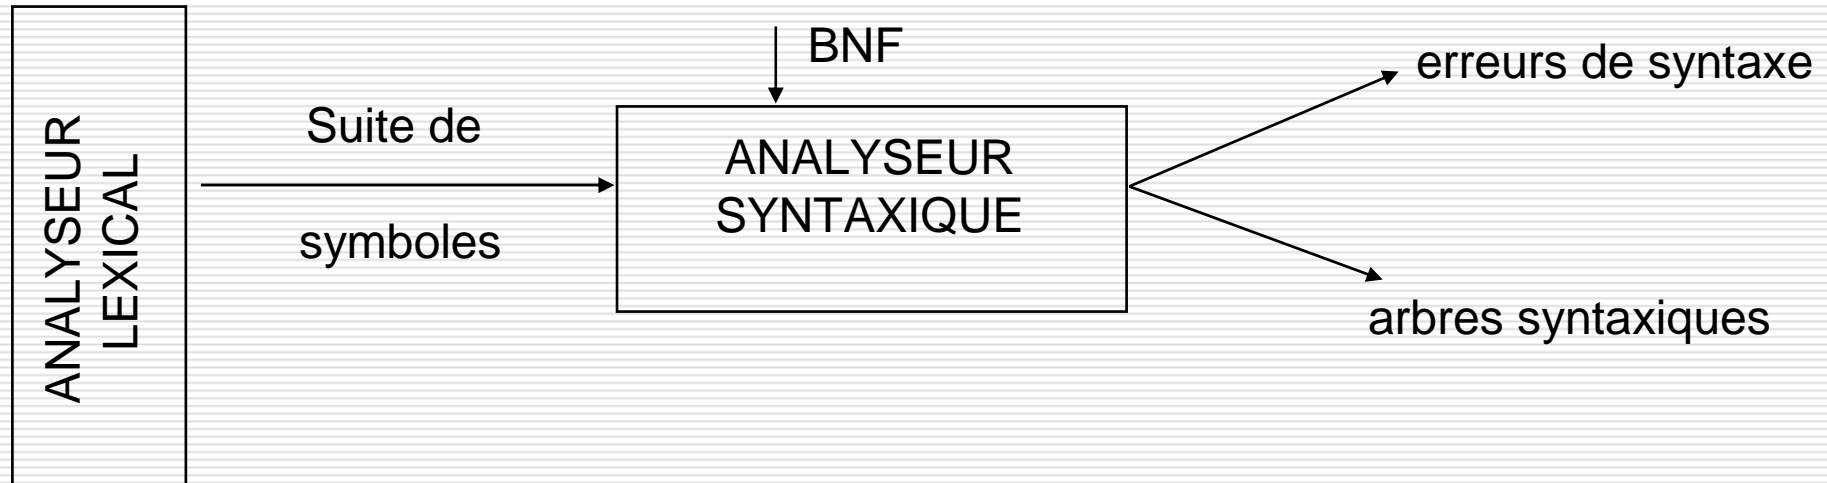 ANALYSEUR
LEXICAL
Suite de
symboles
BNF
ANALYSEUR
SYNTAXIQUE
erreurs de syntaxe
arbres syntaxiques